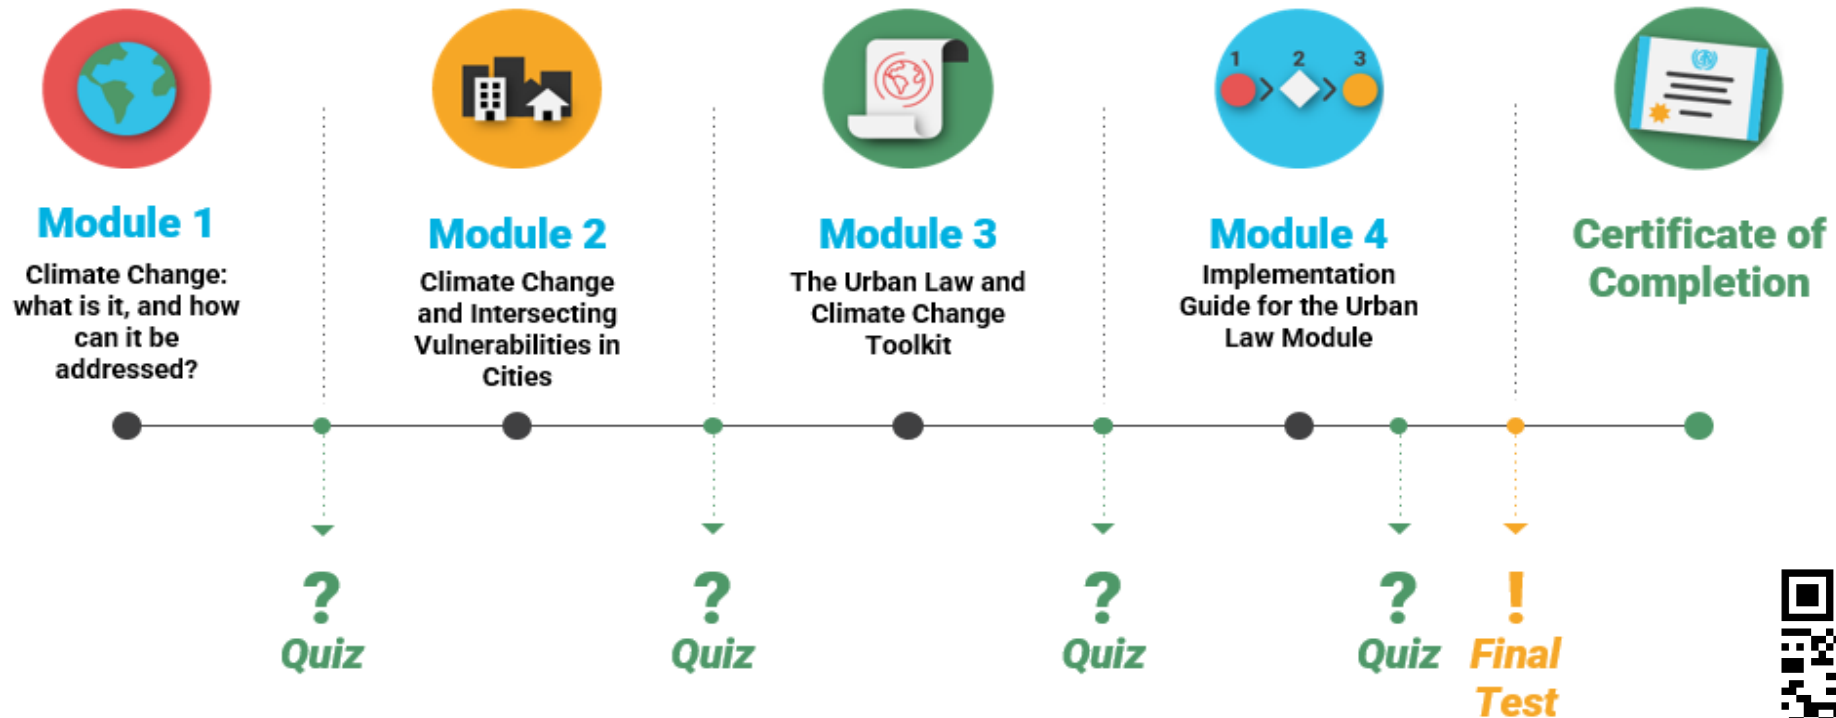 1 2 3
Module 1
Climate Change:
what is it, and how
can it be
addressed?
Module 2
Climate Change
and Intersecting
Vulnerabilities in
Cities
Module 3
The Urban Law and
Climate Change
Toolkit
Module 4
Implementation
Guide for the Urban
Law Module
Certificate of
Completion
?
Quiz
?
Quiz
?
Quiz
?
Quiz
!
Final
Test